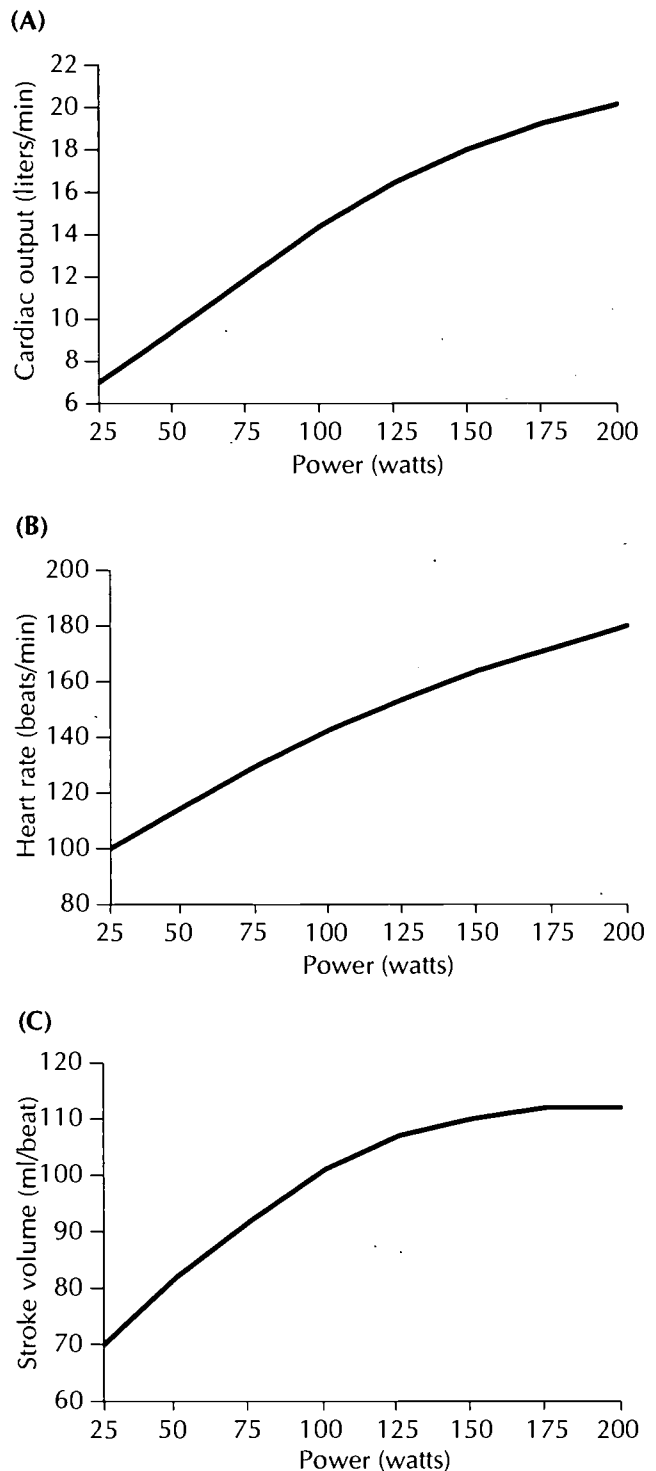 (A)
Cardiac output (liters/min)
22
20
18
16
14
12
10
8
6
25 50 75 100 125 150 175 200
Power (watts)
(B)
Heart rate (beats/min)
200
180
160
140
120
100
80
25 50 75 100 125 150 175 200
Power (watts)
(C)
Stroke volume (ml/beat)
120
110
100
90
80
70
60
25 50 75 100 125 150 175 200
Power (watts)